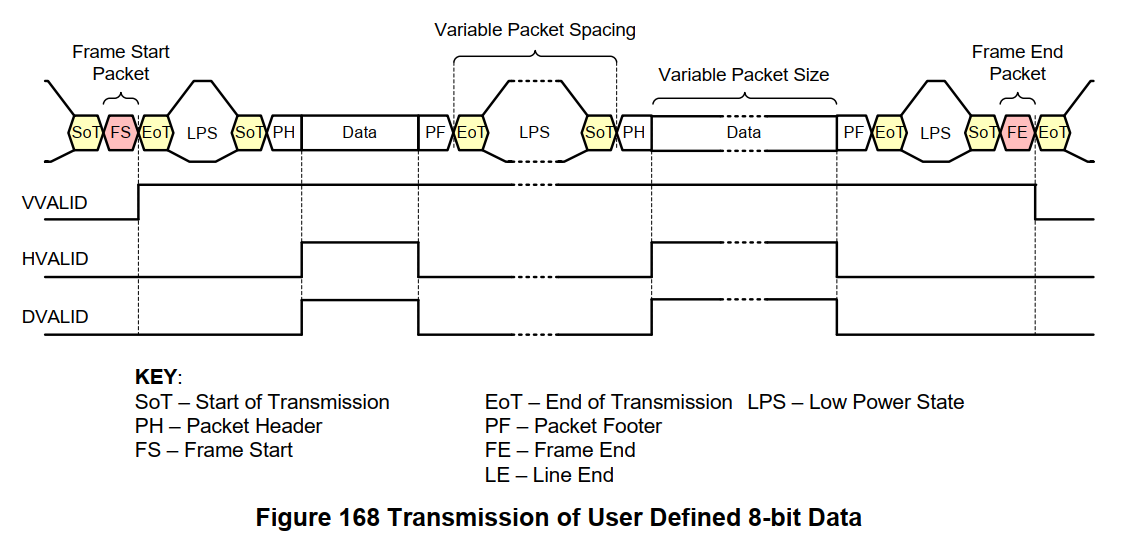 Variable Packet Spacing
Frame Start
Packet
Variable Packet Size
Frame End
Packet
SoT FS EoT LPS SoT PH Data PF EoT LPS SoT PH Data PF EoT LPS SoT FE EoT
VVALID
HVALID
DVALID
KEY:
SoT – Start of Transmission EoT – End of Transmission LPS – Low Power State
PH – Packet Header PF – Packet Footer
FS – Frame Start FE – Frame End
LE – Line End
Figure 168 Transmission of User Defined 8-bit Data